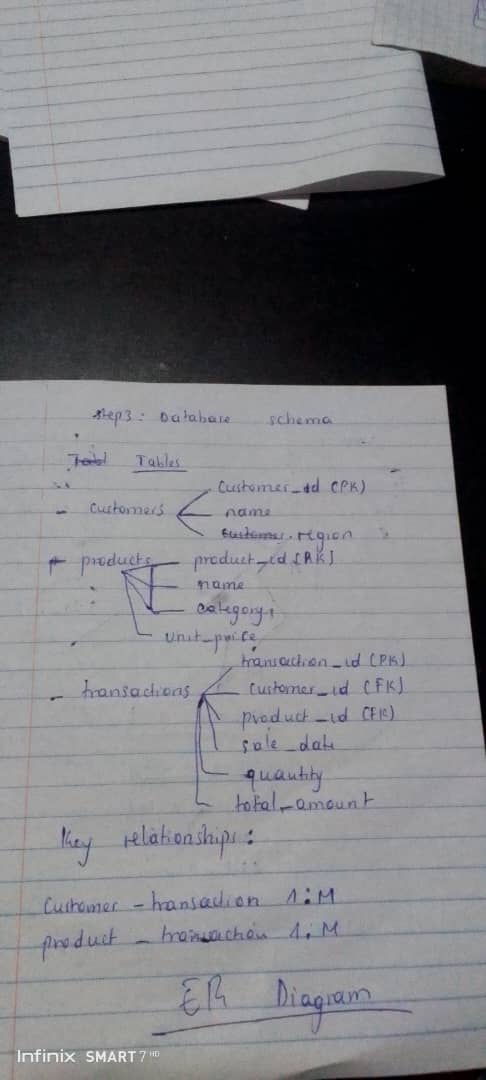 step3: Database schema
Tables
- customers
customer_id (PK)
name
region
products
product_id [PK]
name
category
unit_price
- transactions
transaction_id (PK)
customer_id (FK)
product_id (FK)
sale_date
quantity
total_amount
Key relationships:
Customer - transaction 1:M
product - transaction 1:M
ER Diagram
Infinix SMART 7 HD